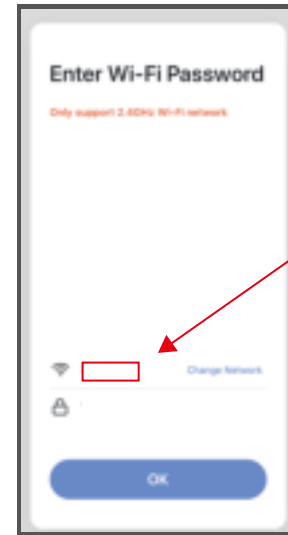 Enter Wi-Fi Password
Only support 2.4GHz Wi-Fi network
Change Network
OK